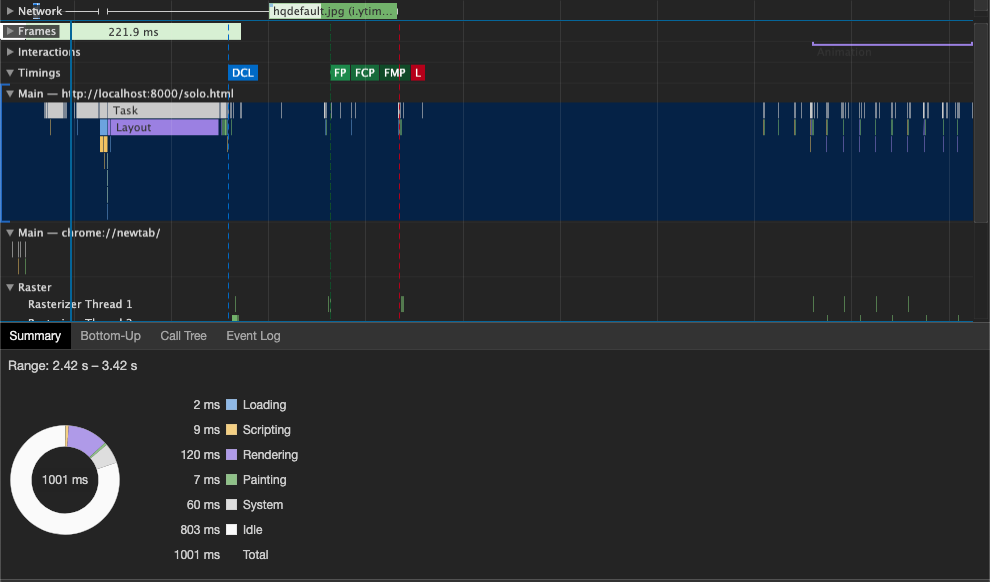 Network
hqdefault.jpg (i.ytim...
Frames
221.9 ms
Interactions
Animation
Timings
DCL
FP FCP FMP L
Main — http://localhost:8000/solo.html
Task
Layout
Main — chrome://newtab/
Raster
Rasterizer Thread 1
Rasterizer Thread 2
Summary Bottom-Up Call Tree Event Log
Range: 2.42 s – 3.42 s
2 ms Loading
9 ms Scripting
120 ms Rendering
1001 ms
7 ms Painting
60 ms System
803 ms Idle
1001 ms Total